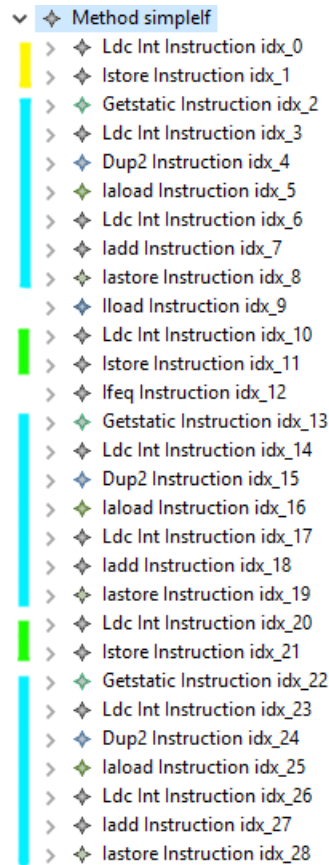 Method simpleIf
Ldc Int Instruction idx_0
Istore Instruction idx_1
Getstatic Instruction idx_2
Ldc Int Instruction idx_3
Dup2 Instruction idx_4
Iaload Instruction idx_5
Ldc Int Instruction idx_6
Iadd Instruction idx_7
Iastore Instruction idx_8
Iload Instruction idx_9
Ldc Int Instruction idx_10
Istore Instruction idx_11
Ifeq Instruction idx_12
Getstatic Instruction idx_13
Ldc Int Instruction idx_14
Dup2 Instruction idx_15
Iaload Instruction idx_16
Ldc Int Instruction idx_17
Iadd Instruction idx_18
Iastore Instruction idx_19
Ldc Int Instruction idx_20
Istore Instruction idx_21
Getstatic Instruction idx_22
Ldc Int Instruction idx_23
Dup2 Instruction idx_24
Iaload Instruction idx_25
Ldc Int Instruction idx_26
Iadd Instruction idx_27
Iastore Instruction idx_28